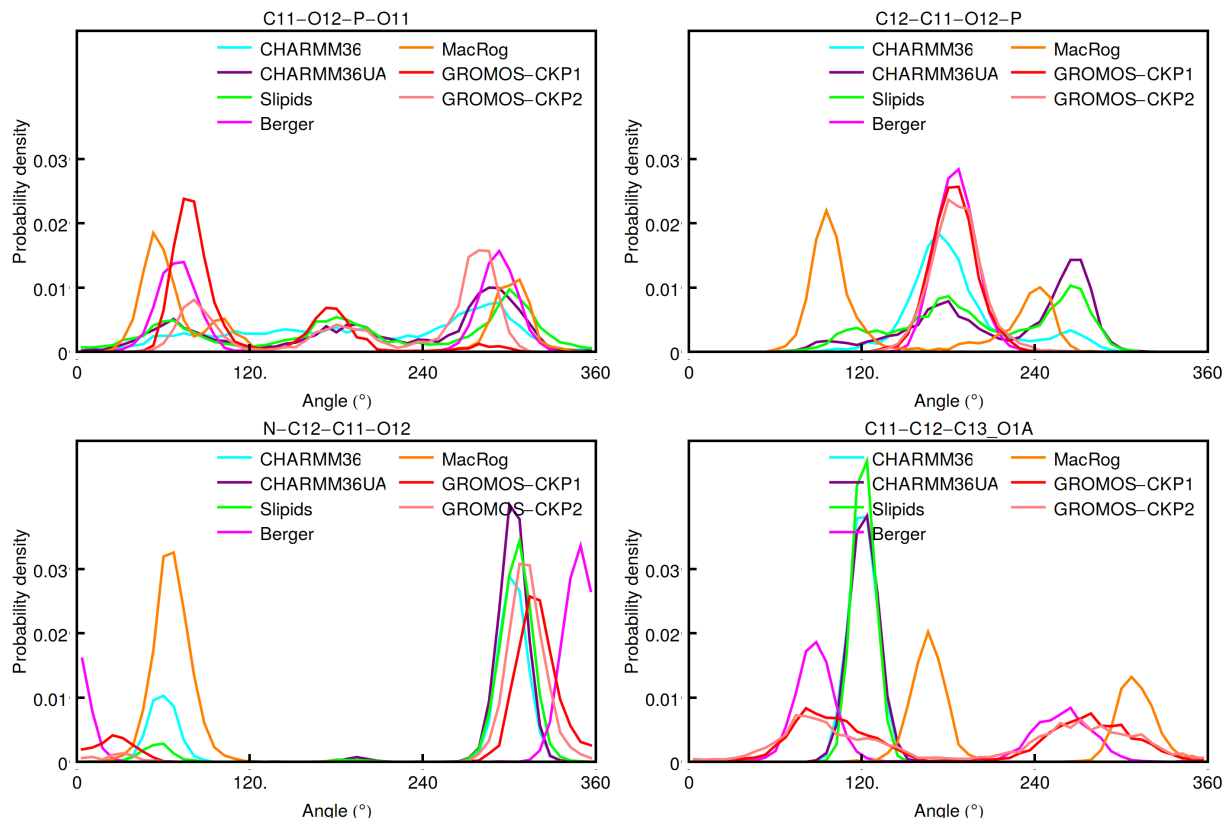 C11−O12−P−O11
CHARMM36
CHARMM36UA
Slipids
Berger
MacRog
GROMOS−CKP1
GROMOS−CKP2
Probability density
0.03
0.02
0.01
0
0 120. 240 360
Angle (°)
C12−C11−O12−P
CHARMM36
CHARMM36UA
Slipids
Berger
MacRog
GROMOS−CKP1
GROMOS−CKP2
Probability density
0.03
0.02
0.01
0
0 120. 240 360
Angle (°)
N−C12−C11−O12
CHARMM36
CHARMM36UA
Slipids
Berger
MacRog
GROMOS−CKP1
GROMOS−CKP2
Probability density
0.03
0.02
0.01
0
0 120. 240 360
Angle (°)
C11−C12−C13_O1A
CHARMM36
CHARMM36UA
Slipids
Berger
MacRog
GROMOS−CKP1
GROMOS−CKP2
Probability density
0.03
0.02
0.01
0
0 120. 240 360
Angle (°)